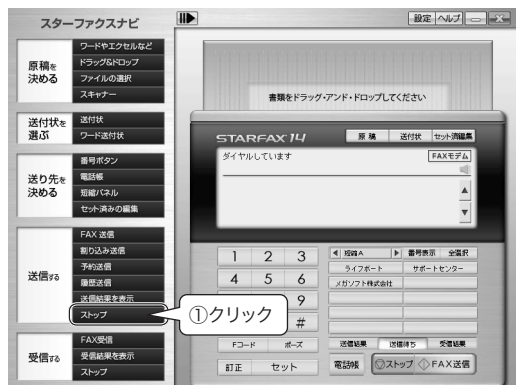 スターファクスナビ
設定 ヘルプ
原稿を
決める
ワードやエクセルなど
ドラッグ&ドロップ
ファイルの選択
スキャナー
送付状を
選ぶ
送付状
ワード送付状
送り先を
決める
番号ボタン
電話帳
短縮パネル
セット済みの編集
送信する
FAX 送信
割り込み送信
予約送信
履歴送信
送信結果を表示
ストップ
受信する
FAX受信
受信結果を表示
ストップ
書類をドラッグ・アンド・ドロップしてください
STARFAX 14
原 稿 送付状 セット済編集
ダイヤルしています
FAXモデム
1 2 3
4 5 6
9
#
Fコード ポーズ
訂正 セット
短縮A 番号表示 全選択
ライフボート サポートセンター
メガソフト株式会社
送信結果 送信待ち 受信結果
電話帳 ストップ FAX送信
①クリック